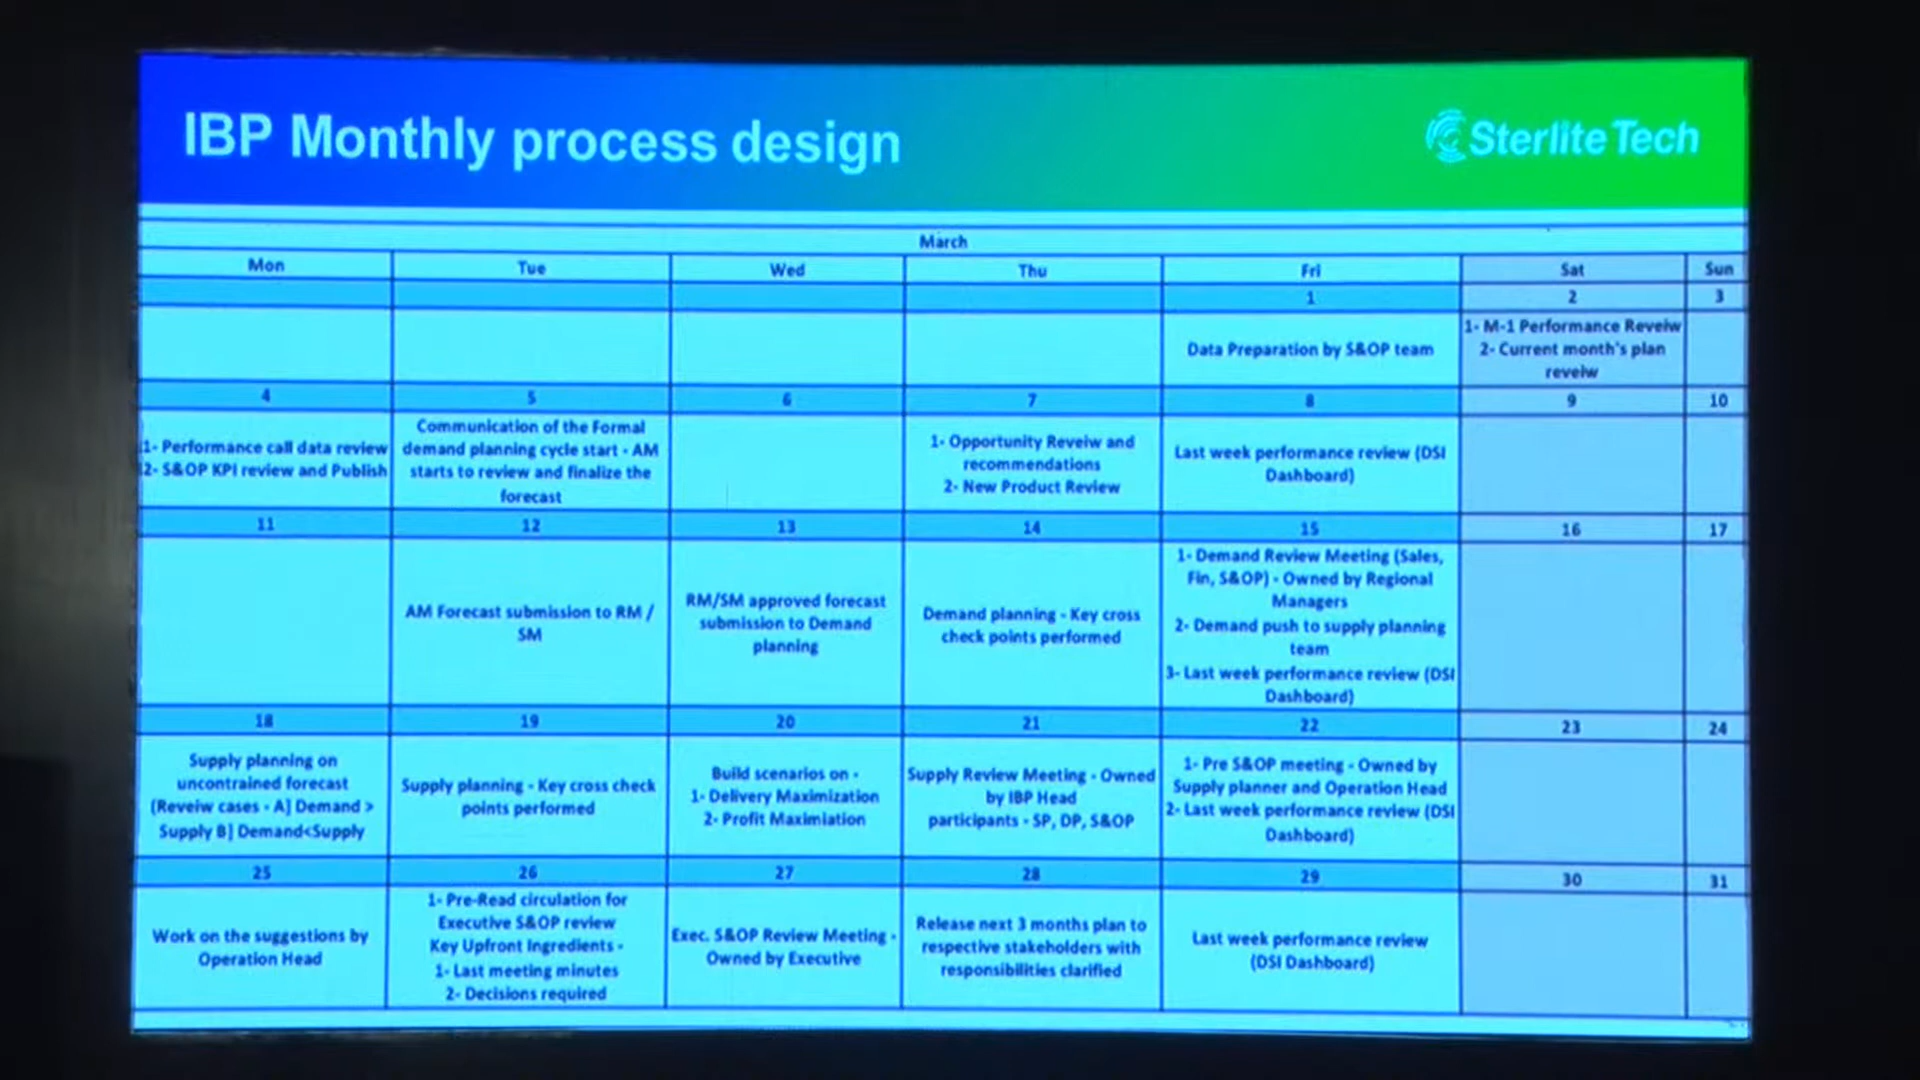 IBP Monthly process design
Sterlite Tech
March
Mon
Tue
Wed
Thu
Fri
Sat
Sun
1
2
3
Data Preparation by S&OP team
1- M-1 Performance Reveiw
2- Current month's plan
reveiw
4
5
6
7
8
9
10
1- Performance call data review
2- S&OP KPI review and Publish
Communication of the Formal
demand planning cycle start - AM
starts to review and finalize the
forecast
1- Opportunity Reveiw and
recommendations
2- New Product Review
Last week performance review (DSI
Dashboard)
11
12
13
14
15
16
17
AM Forecast submission to RM /
SM
RM/SM approved forecast
submission to Demand
planning
Demand planning - Key cross
check points performed
1- Demand Review Meeting (Sales,
Fin, S&OP) - Owned by Regional
Managers
2- Demand push to supply planning
team
3- Last week performance review (DSI
Dashboard)
18
19
20
21
22
23
24
Supply planning on
uncontrained forecast
(Reveiw cases - A] Demand >
Supply B] Demand<Supply
Supply planning - Key cross check
points performed
Build scenarios on -
1- Delivery Maximization
2- Profit Maximiation
Supply Review Meeting - Owned
by IBP Head
participants - SP, DP, S&OP
1- Pre S&OP meeting - Owned by
Supply planner and Operation Head
2- Last week performance review (DSI
Dashboard)
25
26
27
28
29
30
31
Work on the suggestions by
Operation Head
1- Pre-Read circulation for
Executive S&OP review
Key Upfront Ingredients -
1- Last meeting minutes
2- Decisions required
Exec. S&OP Review Meeting -
Owned by Executive
Release next 3 months plan to
respective stakeholders with
responsibilities clarified
Last week performance review
(DSI Dashboard)